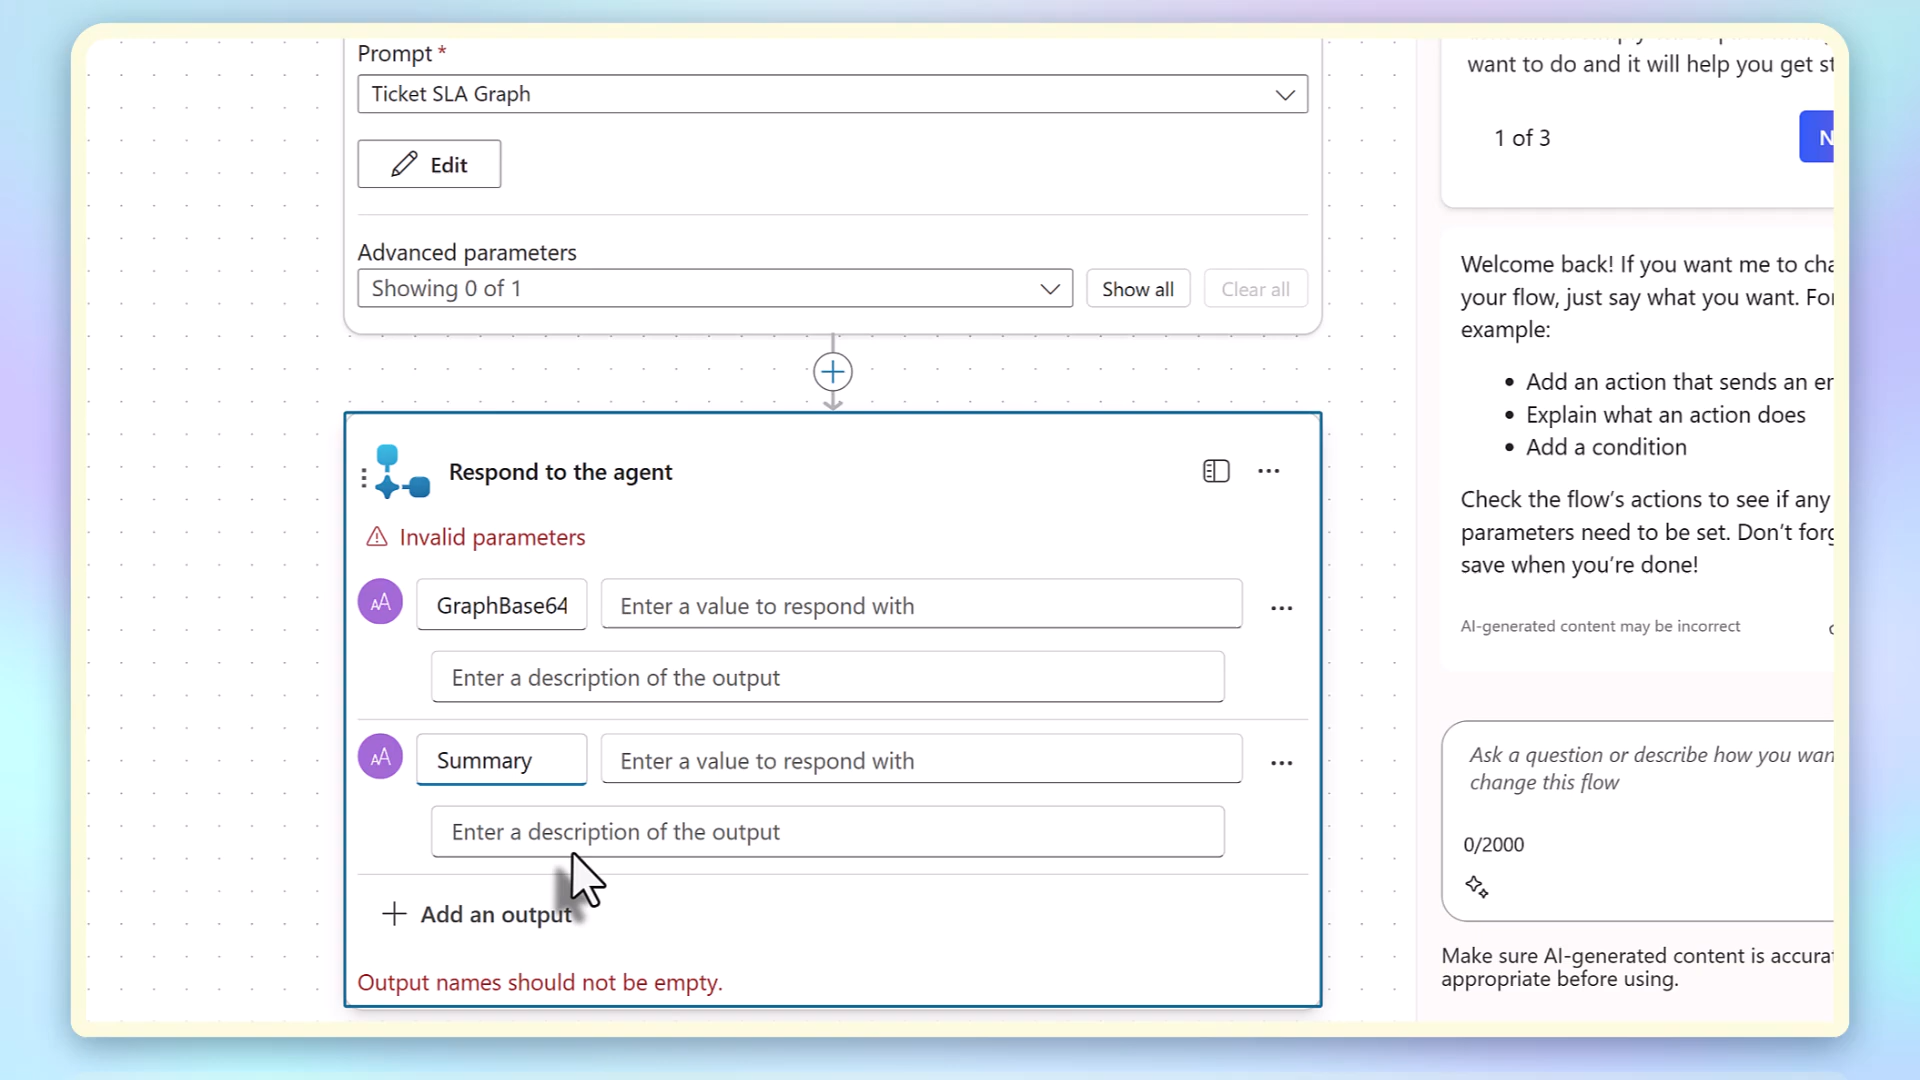 Prompt *
Ticket SLA Graph
Edit
Advanced parameters
Showing 0 of 1
Show all
Clear all
Respond to the agent
Invalid parameters
AA
GraphBase64
Enter a value to respond with
Enter a description of the output
AA
Summary
Enter a value to respond with
Enter a description of the output
Add an output
Output names should not be empty.
want to do and it will help you get st
1 of 3
N
Welcome back! If you want me to cha
your flow, just say what you want. For
example:
• Add an action that sends an er
• Explain what an action does
• Add a condition
Check the flow's actions to see if any
parameters need to be set. Don't forg
save when you're done!
AI-generated content may be incorrect
Ask a question or describe how you wan
change this flow
0/2000
Make sure AI-generated content is accurat
appropriate before using.